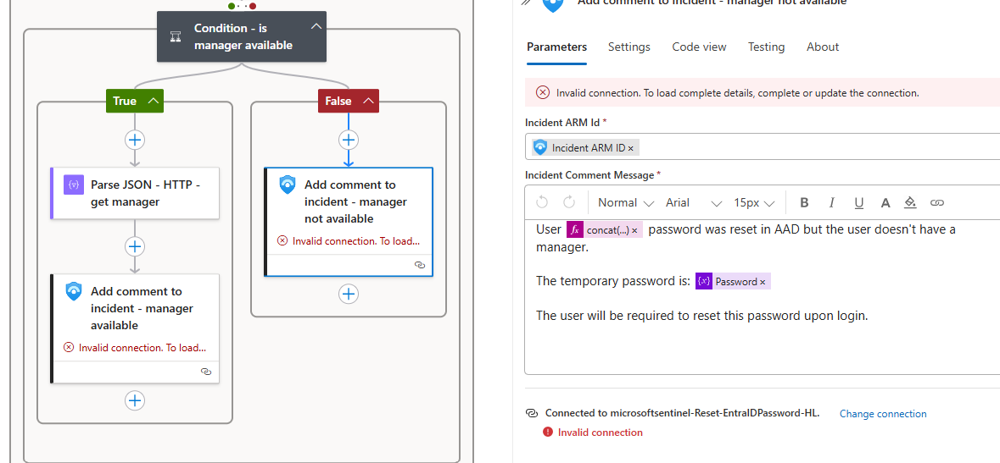 Condition - is
manager available
True
Parse JSON - HTTP -
get manager
Add comment to
incident - manager
available
Invalid connection. To load...
False
Add comment to
incident - manager
not available
Invalid connection. To load...
Add comment to incident - manager not available
Parameters Settings Code view Testing About
Invalid connection. To load complete details, complete or update the connection.
Incident ARM Id *
Incident ARM ID ×
Incident Comment Message *
Normal Arial 15px B I U A
User fx concat(...) × password was reset in AAD but the user doesn't have a
manager.
The temporary password is: {x} Password ×
The user will be required to reset this password upon login.
Connected to microsoftsentinel-Reset-EntraIDPassword-HL. Change connection
Invalid connection